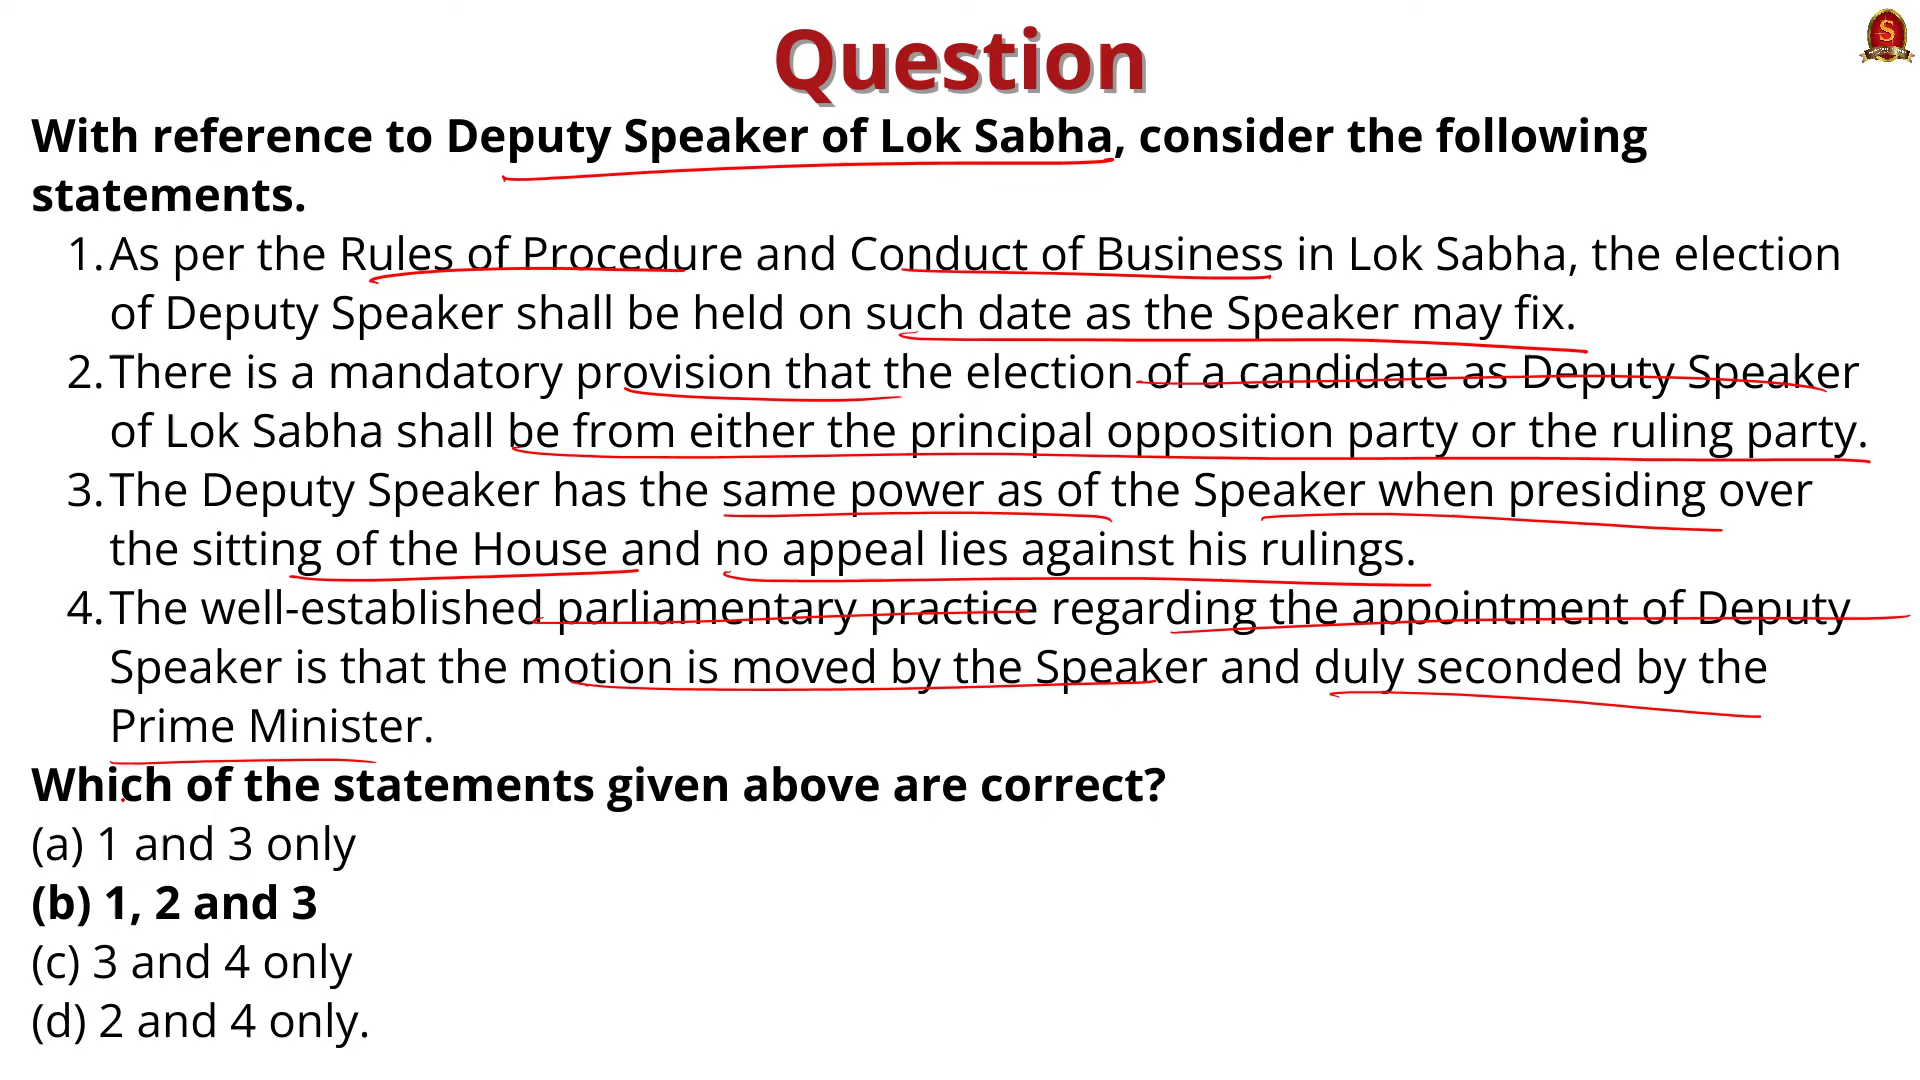 Question
With reference to Deputy Speaker of Lok Sabha, consider the following
statements.
1. As per the Rules of Procedure and Conduct of Business in Lok Sabha, the election
of Deputy Speaker shall be held on such date as the Speaker may fix.
2. There is a mandatory provision that the election of a candidate as Deputy Speaker
of Lok Sabha shall be from either the principal opposition party or the ruling party.
3. The Deputy Speaker has the same power as of the Speaker when presiding over
the sitting of the House and no appeal lies against his rulings.
4. The well-established parliamentary practice regarding the appointment of Deputy
Speaker is that the motion is moved by the Speaker and duly seconded by the
Prime Minister.
Which of the statements given above are correct?
(a) 1 and 3 only
(b) 1, 2 and 3
(c) 3 and 4 only
(d) 2 and 4 only.